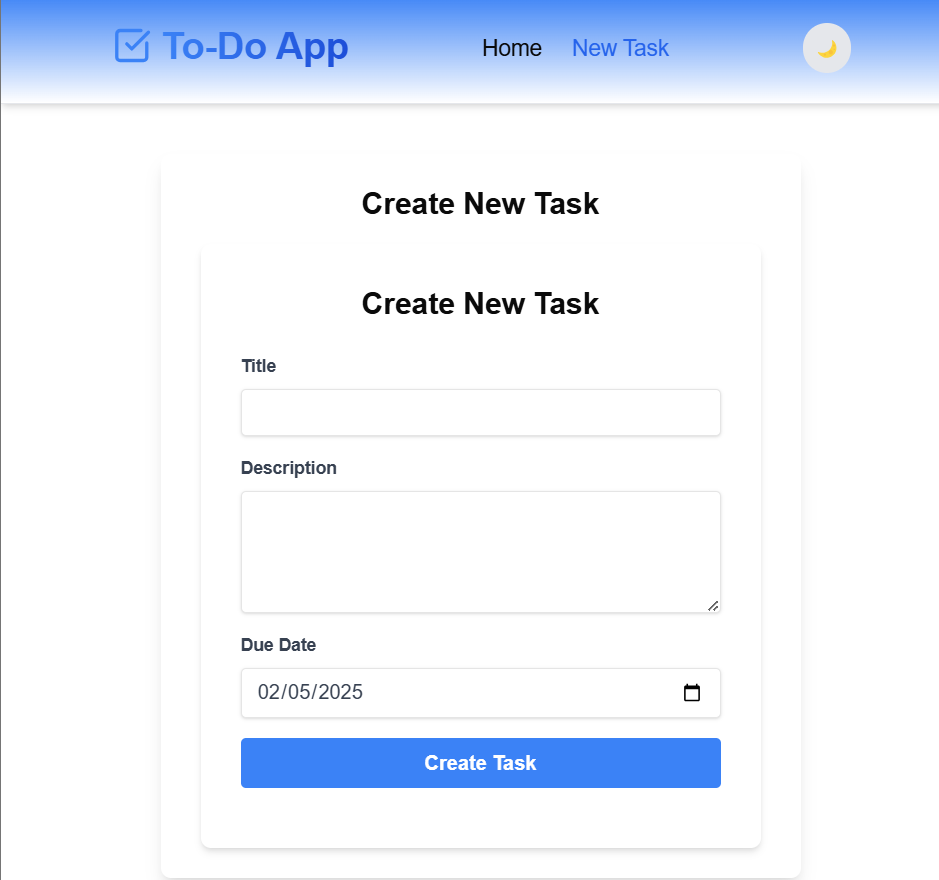 To-Do App
Home
New Task
Create New Task
Create New Task
Title
Description
Due Date
02/05/2025
Create Task